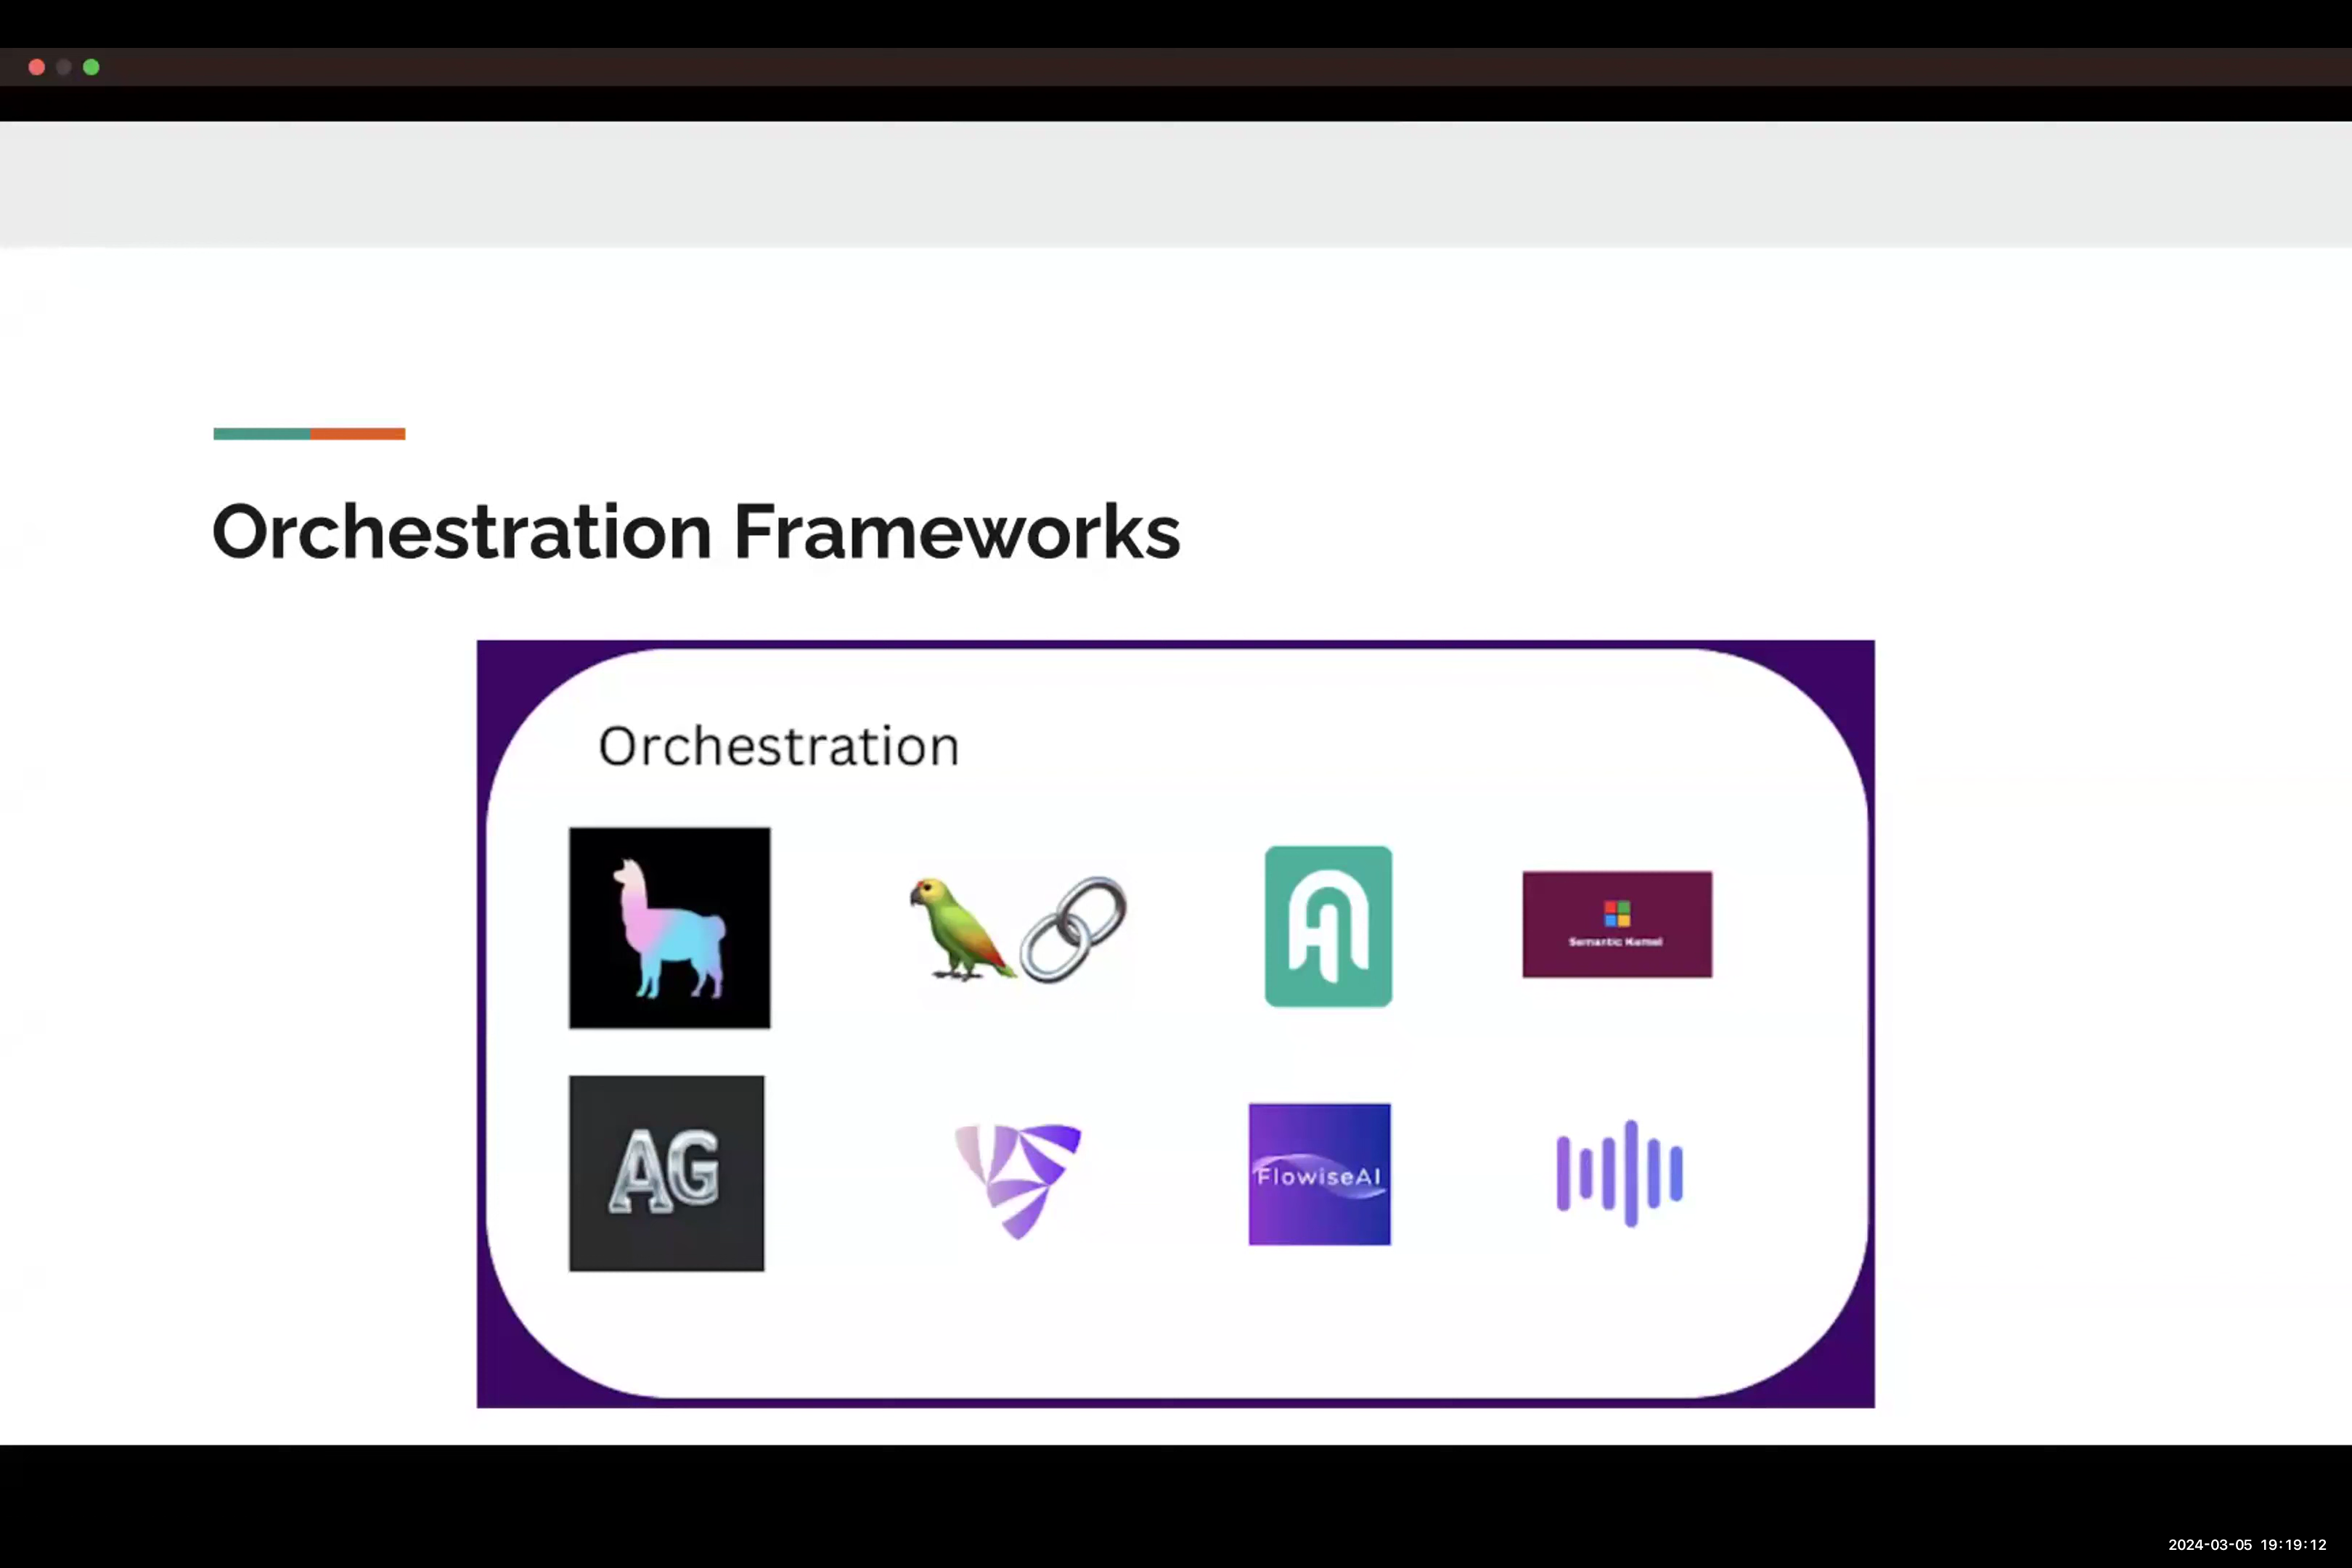 Orchestration Frameworks
Orchestration
Semantic Kernel
AG
FlowiseAI
2024-03-05 19:19:12